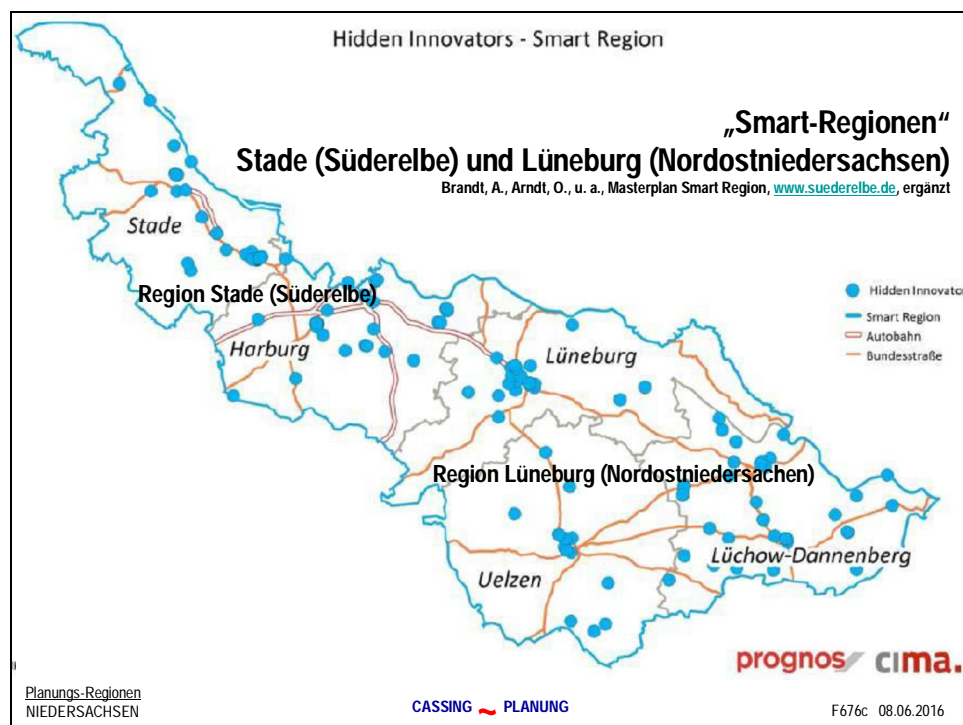 Hidden Innovators - Smart Region
„Smart-Regionen“
Stade (Süderelbe) und Lüneburg (Nordostniedersachsen)
Brandt, A., Arndt, O., u. a., Masterplan Smart Region, www.suederelbe.de, ergänzt
Stade
Region Stade (Süderelbe)
Hidden Innovator
Smart Region
Autobahn
Bundesstraße
Harburg
Lüneburg
Region Lüneburg (Nordostniedersachen)
Lüchow-Dannenberg
Uelzen
prognos cima.
Planungs-Regionen
NIEDERSACHSEN
CASSING ~ PLANUNG
F676c 08.06.2016